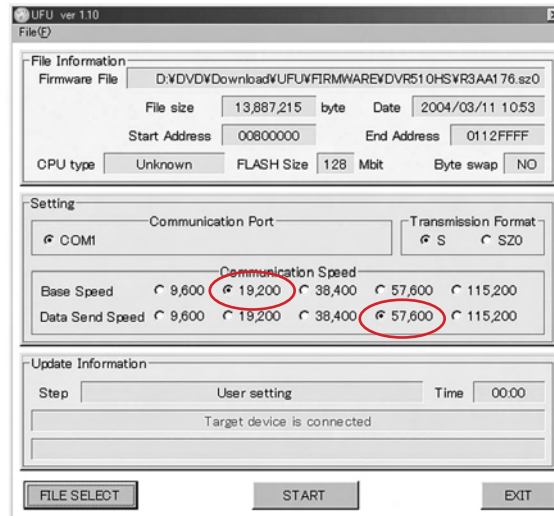 UFU ver 1.10
File(F)
File Information
Firmware File D:¥DVD¥Download¥UFU¥FIRMWARE¥DVR510HS¥R3AA176.sz0
File size 13,887,215 byte Date 2004/03/11 10:53
Start Address 00800000 End Address 0112FFFF
CPU type Unknown FLASH Size 128 Mbit Byte swap NO
Setting
Communication Port Transmission Format
COM1 S SZ0
Communication Speed
Base Speed 9,600 19,200 38,400 57,600 115,200
Data Send Speed 9,600 19,200 38,400 57,600 115,200
Update Information
Step User setting Time 00:00
Target device is connected
FILE SELECT START EXIT